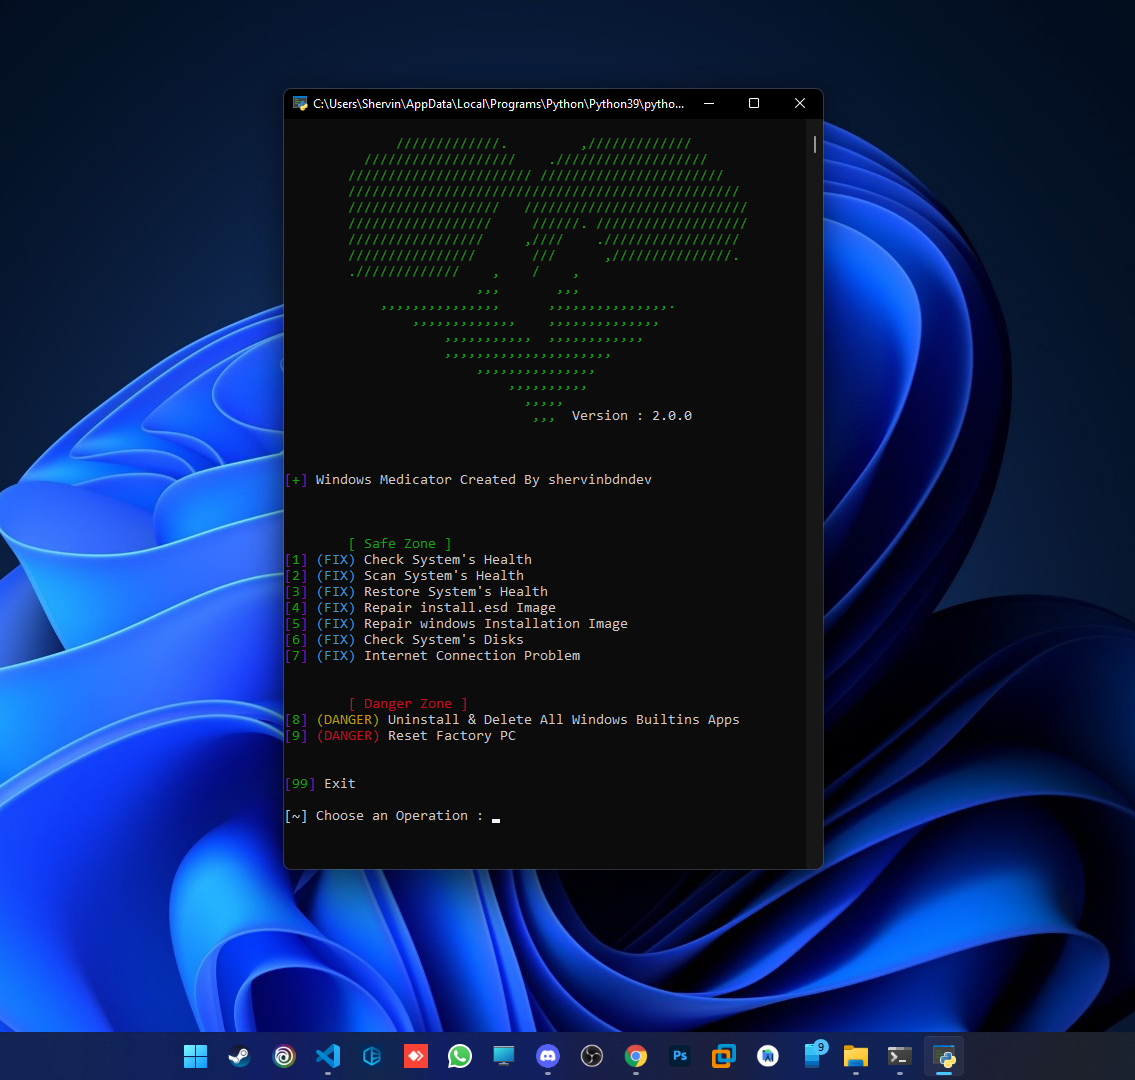 C:\Users\Shervin\AppData\Local\Programs\Python\Python39\pytho...
Version : 2.0.0
[+] Windows Medicator Created By shervinbdndev
[ Safe Zone ]
[1] (FIX) Check System's Health
[2] (FIX) Scan System's Health
[3] (FIX) Restore System's Health
[4] (FIX) Repair install.esd Image
[5] (FIX) Repair windows Installation Image
[6] (FIX) Check System's Disks
[7] (FIX) Internet Connection Problem
[ Danger Zone ]
[8] (DANGER) Uninstall & Delete All Windows Builtins Apps
[9] (DANGER) Reset Factory PC
[99] Exit
[~] Choose an Operation :
Ps
9